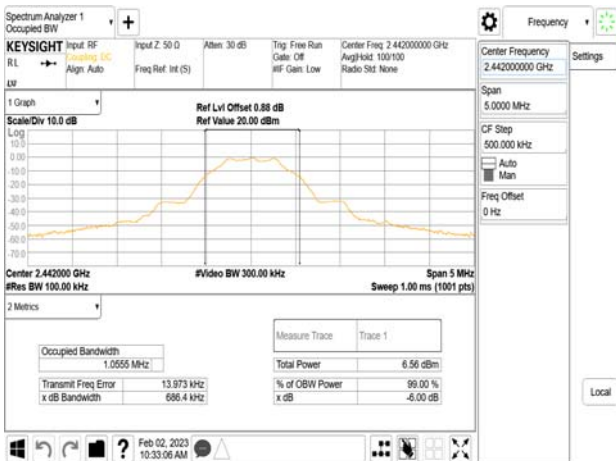 Spectrum Analyzer 1
Occupied BW
Frequency
KEYSIGHT
RL
Input: RF
Coupling: DC
Align: Auto
Input Z: 50 Ω
Freq Ref: Int (S)
Atten: 30 dB
Trig: Free Run
Gate: Off
#IF Gain: Low
Center Freq: 2.442000000 GHz
Avg|Hold: 100/100
Radio Std: None
Center Frequency
2.442000000 GHz
Settings
Span
5.0000 MHz
CF Step
500.000 kHz
Auto
Man
Freq Offset
0 Hz
Local
1 Graph
Scale/Div 10.0 dB
Ref Lvl Offset 0.88 dB
Ref Value 20.00 dBm
Log
10.0
0.00
-10.0
-20.0
-30.0
-40.0
-50.0
-60.0
-70.0
Center 2.442000 GHz
#Res BW 100.00 kHz
#Video BW 300.00 kHz
Span 5 MHz
Sweep 1.00 ms (1001 pts)
2 Metrics
Measure Trace
Trace 1
Occupied Bandwidth
1.0555 MHz
Total Power
6.56 dBm
Transmit Freq Error
13.973 kHz
% of OBW Power
99.00 %
x dB Bandwidth
686.4 kHz
x dB
-6.00 dB
?
Feb 02, 2023
10:33:06 AM